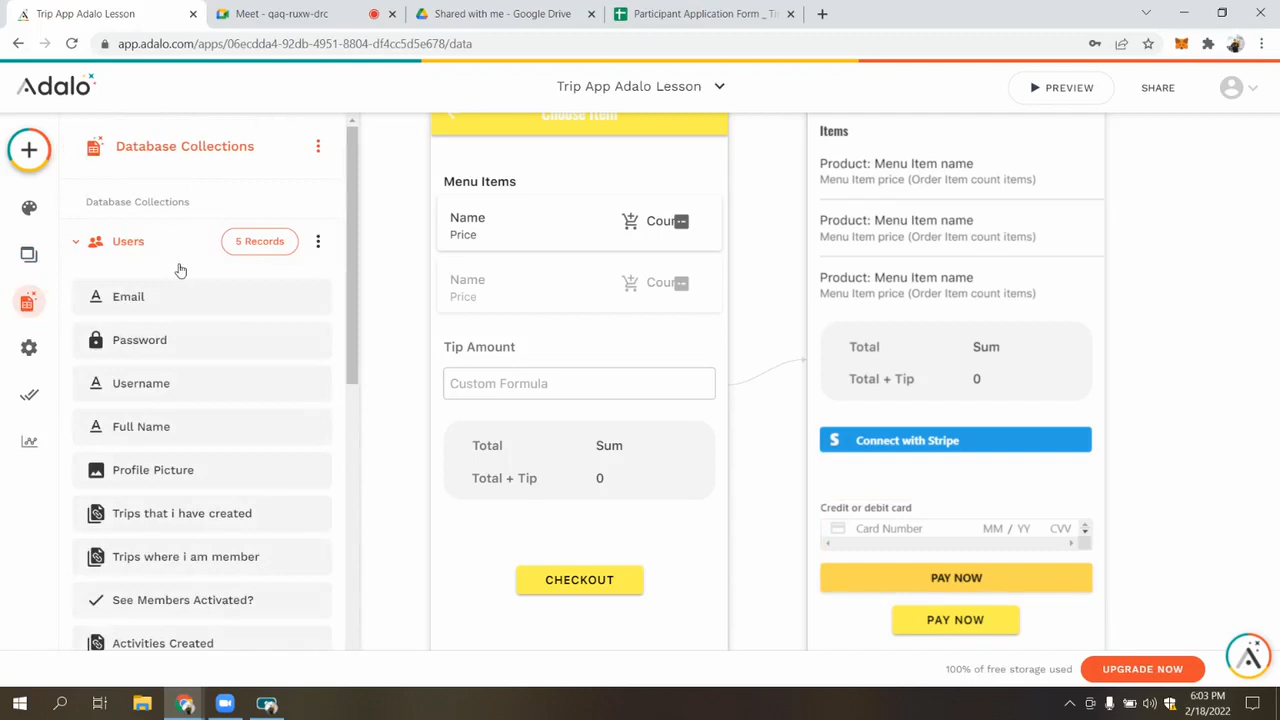 Trip App Adalo Lesson
Meet - qaq-ruxw-drc
Shared with me - Google Drive
Participant Application Form _ Ti
app.adalo.com/apps/06ecdda4-92db-4951-8804-df4cc5d5e678/data
Adalo
Trip App Adalo Lesson
PREVIEW
SHARE
Database Collections
Database Collections
Users
5 Records
Email
Password
Username
Full Name
Profile Picture
Trips that i have created
Trips where i am member
See Members Activated?
Activities Created
Choose Item
Menu Items
Name
Price
Coun
Name
Price
Coun
Tip Amount
Custom Formula
Total Sum
Total + Tip 0
CHECKOUT
Items
Product: Menu Item name
Menu Item price (Order Item count items)
Product: Menu Item name
Menu Item price (Order Item count items)
Product: Menu Item name
Menu Item price (Order Item count items)
Total Sum
Total + Tip 0
S Connect with Stripe
Credit or debit card
Card Number MM / YY CVV
PAY NOW
PAY NOW
100% of free storage used
UPGRADE NOW
6:03 PM
2/18/2022